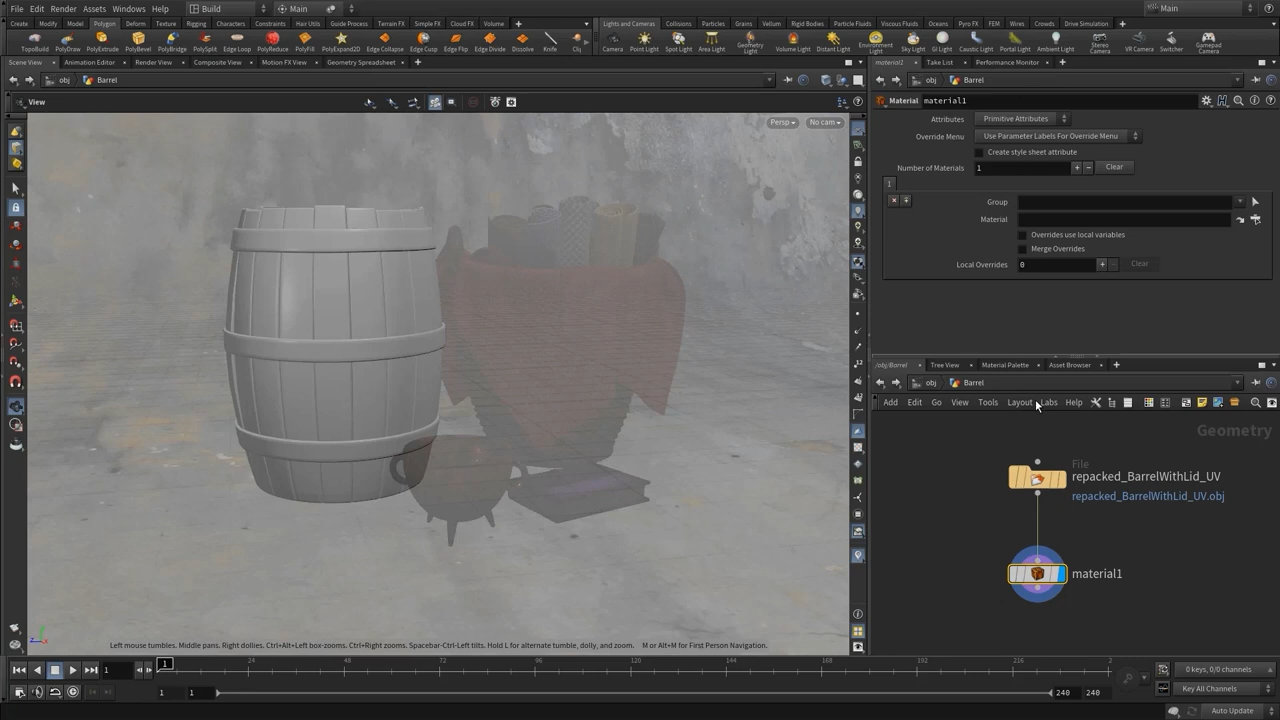 File Edit Render Assets Windows Help Build Main Main
Create Modify Model Polygon Deform Texture Rigging Characters Constraints Hair Utils Guide Process Terrain FX Simple FX Cloud FX Volume
Lights and Cameras Collisions Particles Grains Vellum Rigid Bodies Particle Fluids Viscous Fluids Oceans Pyro FX FEM Wires Crowds Drive Simulation
TopoBuild PolyDraw PolyExtrude PolyBevel PolyBridge PolySplit Edge Loop PolyReduce PolyFill PolyExpand2D Edge Collapse Edge Cusp Edge Flip Edge Divide Dissolve Knife Cli
Camera Point Light Spot Light Area Light Geometry Light Volume Light Distant Light Environment Light Sky Light GI Light Caustic Light Portal Light Ambient Light Stereo Camera VR Camera Switcher Gamepad Camera
Scene View Animation Editor Render View Composite View Motion FX View Geometry Spreadsheet
material1 Take List Performance Monitor
obj Barrel
obj Barrel
View
Persp No cam
Material material1
Attributes Primitive Attributes
Override Menu Use Parameter Labels For Override Menu
Create style sheet attribute
Number of Materials 1 Clear
1
Group
Material
Overrides use local variables
Merge Overrides
Local Overrides 0 Clear
/obj/Barrel Tree View Material Palette Asset Browser
obj Barrel
Add Edit Go View Tools Layout Labs Help
Geometry
File
repacked_BarrelWithLid_UV
repacked_BarrelWithLid_UV.obj
material1
Left mouse tumbles. Middle pans. Right dollies. Ctrl+Alt+Left box-zooms. Ctrl+Right zooms. Spacebar-Ctrl-Left tilts. Hold L for alternate tumble, dolly, and zoom. M or Alt+M for First Person Navigation.
1 1 24 48 72 96 120 144 168 192 216 2
0 keys, 0/0 channels
1 1 240 240
Key All Channels
Auto Update